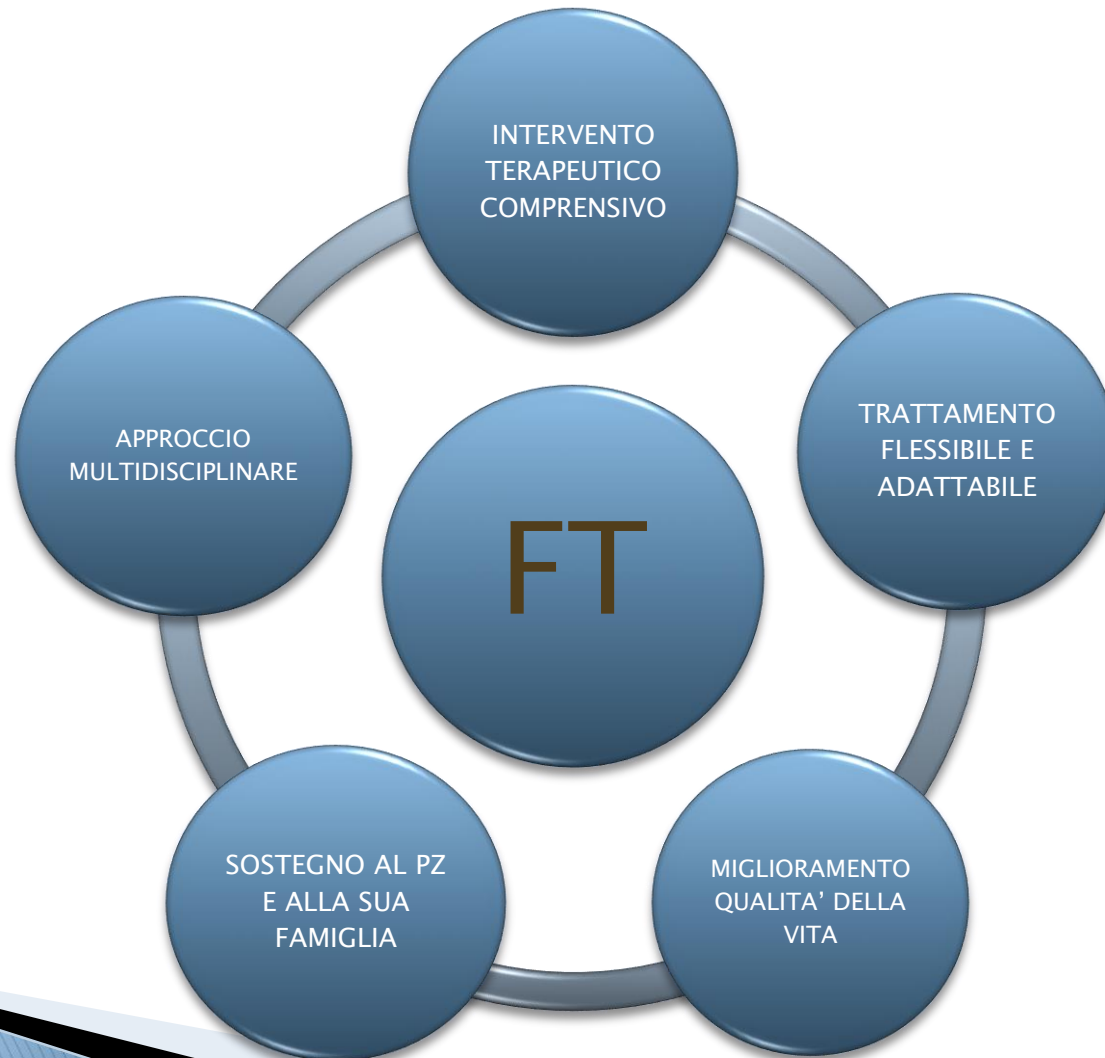 INTERVENTO
TERAPEUTICO
COMPRENSIVO
TRATTAMENTO
FLESSIBILE E
ADATTABILE
MIGLIORAMENTO
QUALITA’ DELLA
VITA
SOSTEGNO AL PZ
E ALLA SUA
FAMIGLIA
APPROCCIO
MULTIDISCIPLINARE
FT